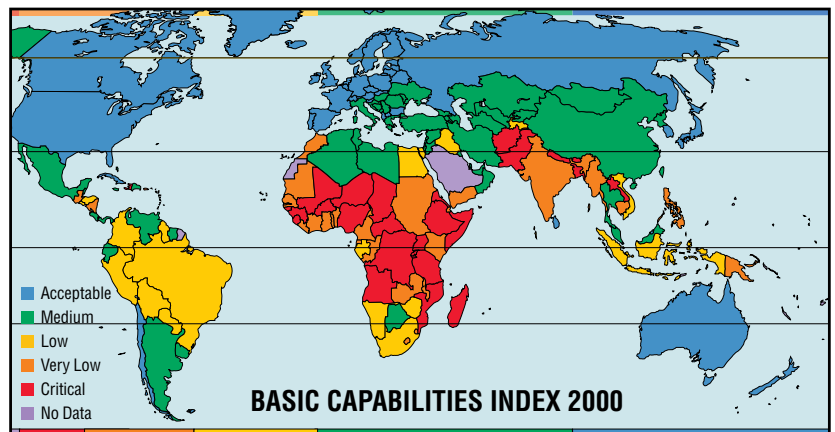 Acceptable
Medium
Low
Very Low
Critical
No Data
BASIC CAPABILITIES INDEX 2000